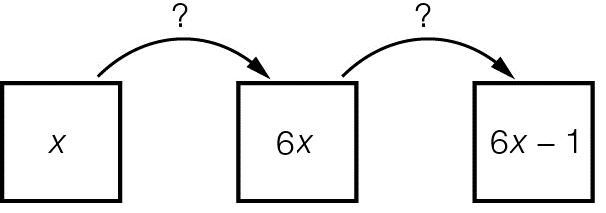 ? ?
x 6x 6x – 1